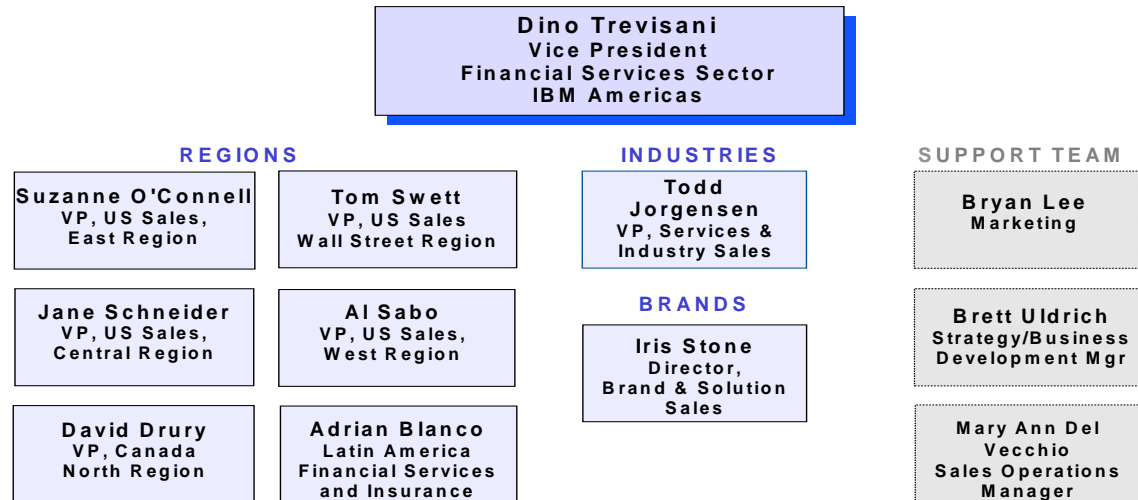 Dino Trevisani
Vice President
Financial Services Sector
IBM Americas
REGIONS
INDUSTRIES
SUPPORT TEAM
Suzanne O'Connell
VP, US Sales,
East Region
Tom Swett
VP, US Sales
Wall Street Region
Todd
Jorgensen
VP, Services &
Industry Sales
Bryan Lee
Marketing
Jane Schneider
VP, US Sales,
Central Region
Al Sabo
VP, US Sales,
West Region
BRANDS
Iris Stone
Director,
Brand & Solution
Sales
Brett Uldrich
Strategy/Business
Development Mgr
David Drury
VP, Canada
North Region
Adrian Blanco
Latin America
Financial Services
and Insurance
Mary Ann Del
Vecchio
Sales Operations
Manager